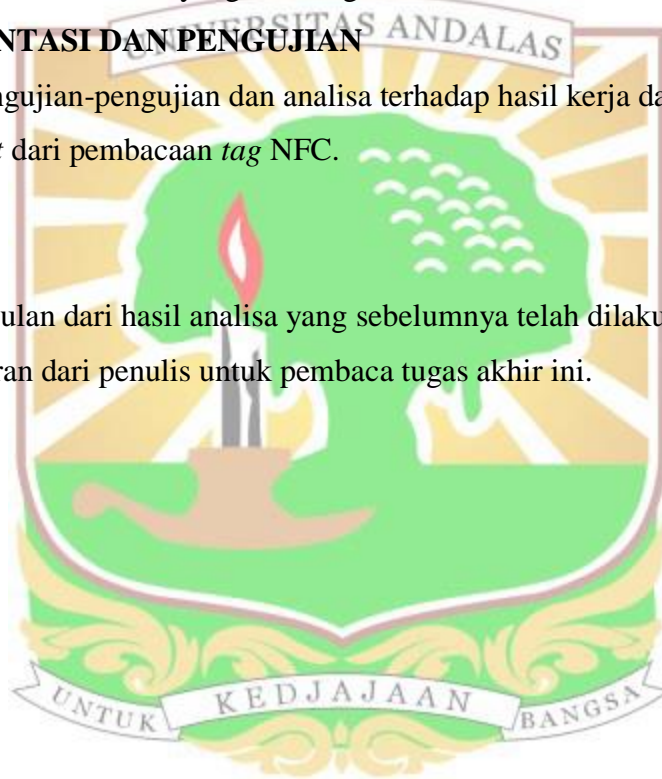 UNIVERSITAS ANDALAS
NTASI DAN PENGUJIAN
ngujian-pengujian dan analisa terhadap hasil kerja da
t dari pembacaan tag NFC.
ulan dari hasil analisa yang sebelumnya telah dilaku
ran dari penulis untuk pembaca tugas akhir ini.
UNTUK KEDJAJAAN BANGSA